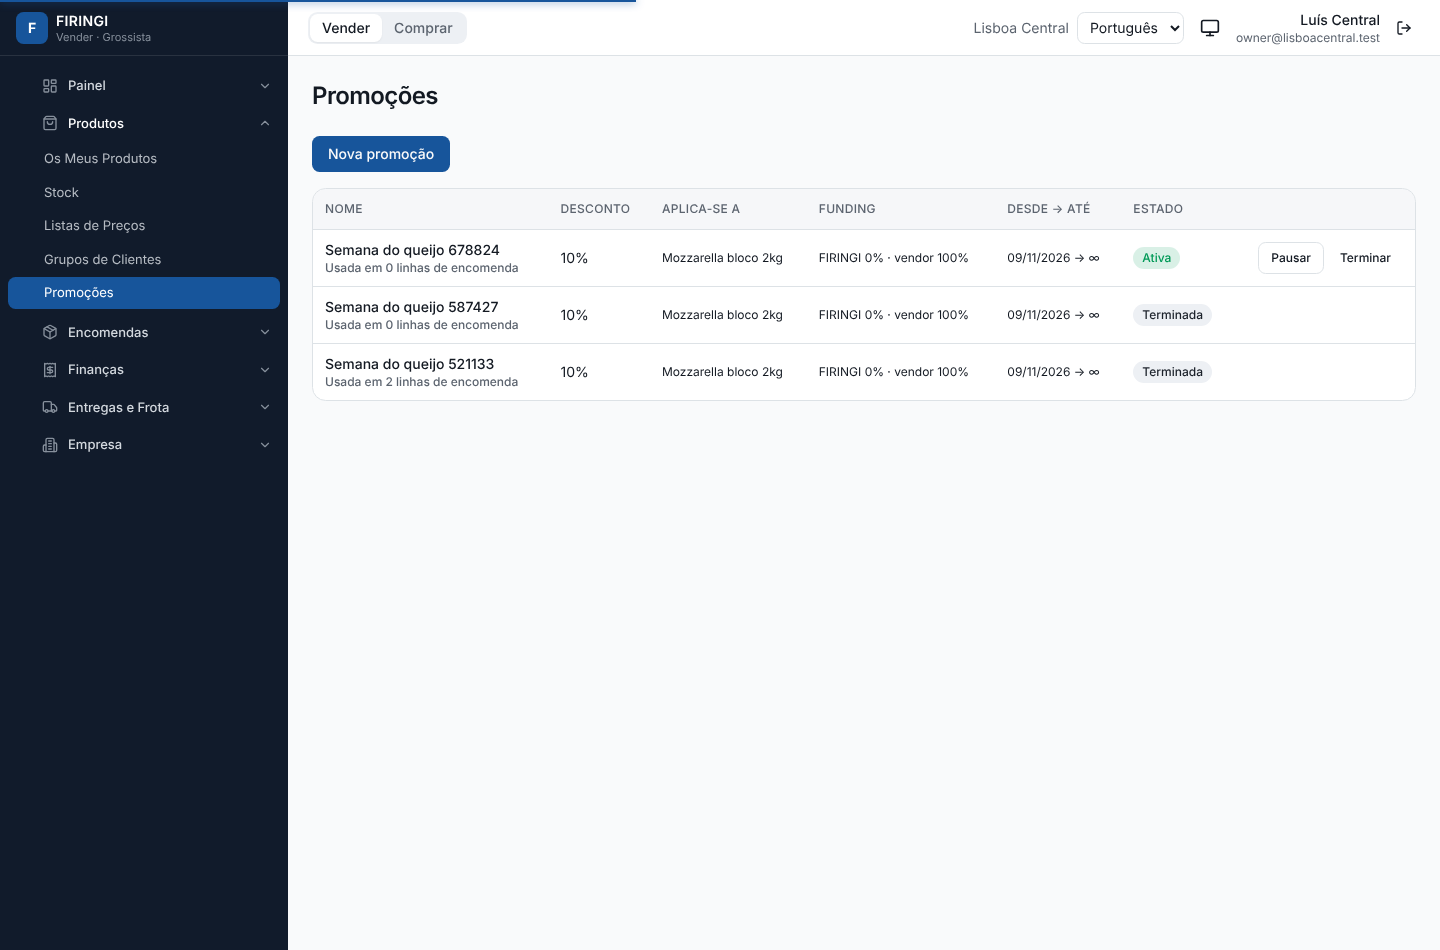 F
FIRINGI
Vender · Grossista
Vender
Comprar
Lisboa Central
Português
Luís Central
owner@lisboacentral.test
Painel
Produtos
Os Meus Produtos
Stock
Listas de Preços
Grupos de Clientes
Promoções
Encomendas
Finanças
Entregas e Frota
Empresa
Promoções
Nova promoção
NOME DESCONTO APLICA-SE A FUNDING DESDE → ATÉ ESTADO
Semana do queijo 678824
Usada em 0 linhas de encomenda
10% Mozzarella bloco 2kg FIRINGI 0% · vendor 100% 09/11/2026 → ∞ Ativa Pausar Terminar
Semana do queijo 587427
Usada em 0 linhas de encomenda
10% Mozzarella bloco 2kg FIRINGI 0% · vendor 100% 09/11/2026 → ∞ Terminada
Semana do queijo 521133
Usada em 2 linhas de encomenda
10% Mozzarella bloco 2kg FIRINGI 0% · vendor 100% 09/11/2026 → ∞ Terminada